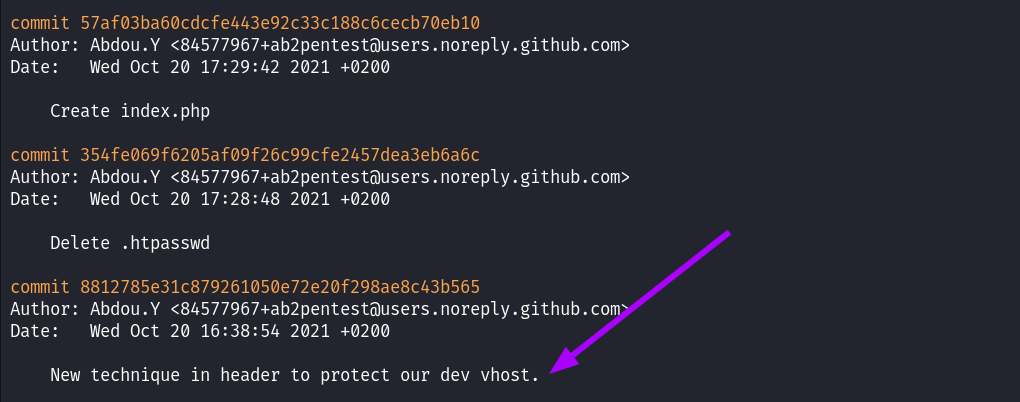 commit 57af03ba60cdcfe443e92c33c188c6cecb70eb10
Author: Abdou.Y <84577967+ab2pentest@users.noreply.github.com>
Date:   Wed Oct 20 17:29:42 2021 +0200
Create index.php
commit 354fe069f6205af09f26c99cfe2457dea3eb6a6c
Author: Abdou.Y <84577967+ab2pentest@users.noreply.github.com>
Date:   Wed Oct 20 17:28:48 2021 +0200
Delete .htpasswd
commit 8812785e31c879261050e72e20f298ae8c43b565
Author: Abdou.Y <84577967+ab2pentest@users.noreply.github.com>
Date:   Wed Oct 20 16:38:54 2021 +0200
New technique in header to protect our dev vhost.